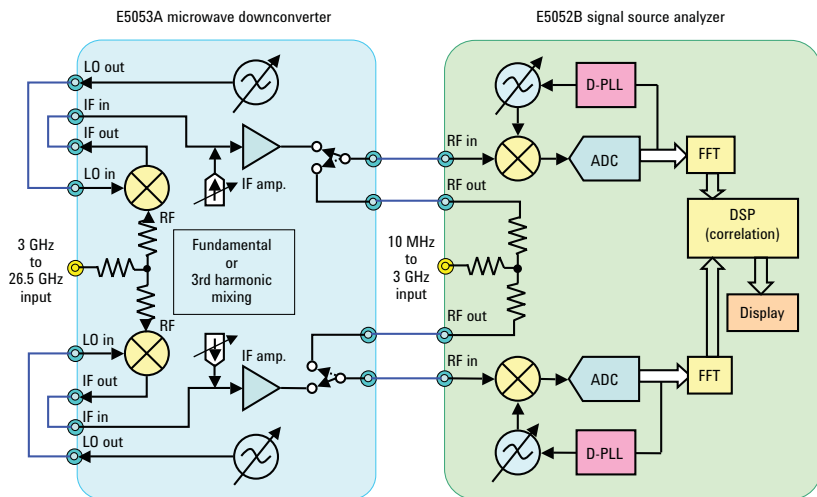 E5053A microwave downconverter
E5052B signal source analyzer
LO out
IF in
IF out
LO in
RF
IF amp.
3 GHz
to
26.5 GHz
input
Fundamental
or
3rd harmonic
mixing
RF
LO in
IF out
IF in
LO out
IF amp.
RF in
RF out
10 MHz
to
3 GHz
input
RF out
RF in
D-PLL
ADC
FFT
DSP
(correlation)
Display
ADC
FFT
D-PLL